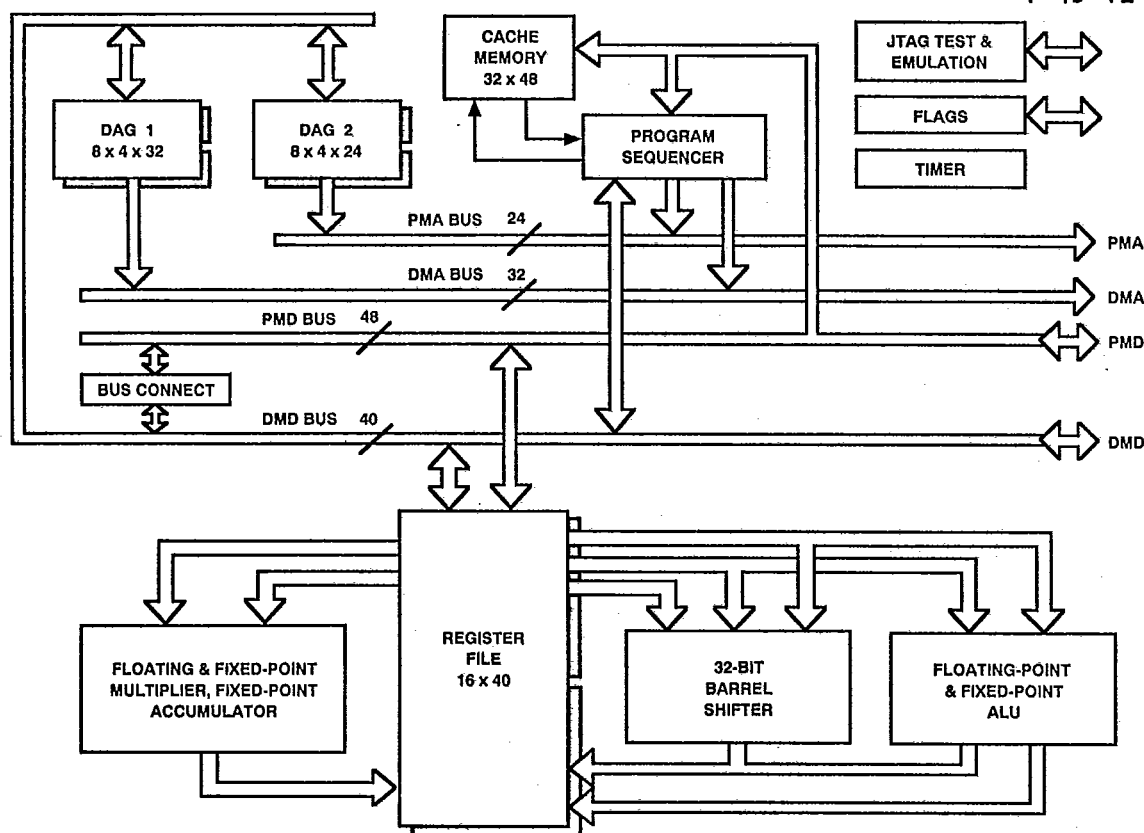 CACHE
MEMORY
32 x 48
JTAG TEST &
EMULATION
DAG 1
8 x 4 x 32
DAG 2
8 x 4 x 24
PROGRAM
SEQUENCER
FLAGS
TIMER
PMA BUS 24
PMA
DMA BUS 32
DMA
PMD BUS 48
PMD
BUS CONNECT
DMD BUS 40
DMD
FLOATING & FIXED-POINT
MULTIPLIER, FIXED-POINT
ACCUMULATOR
REGISTER
FILE
16 x 40
32-BIT
BARREL
SHIFTER
FLOATING-POINT
& FIXED-POINT
ALU